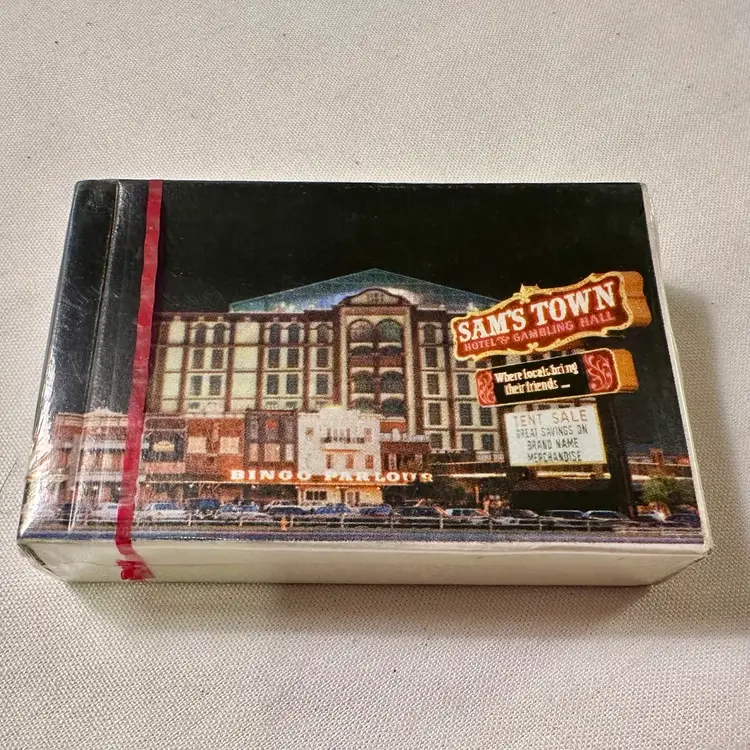 SAM'S TOWN
HOTEL & GAMBLING HALL
Where locals bring
their friends ...
TENT SALE
GREAT SAVINGS ON
BRAND NAME
MERCHANDISE
BINGO PARLOUR